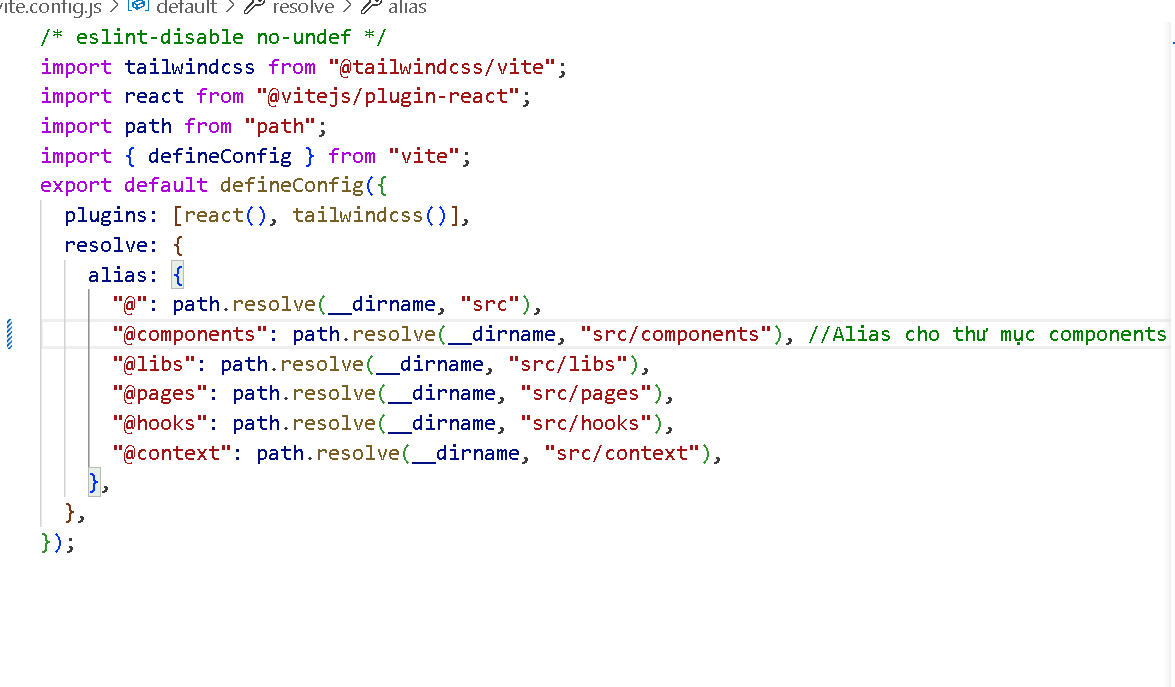 vite.config.js > default > resolve > alias
/* eslint-disable no-undef */
import tailwindcss from "@tailwindcss/vite";
import react from "@vitejs/plugin-react";
import path from "path";
import { defineConfig } from "vite";
export default defineConfig({
  plugins: [react(), tailwindcss()],
  resolve: {
    alias: {
      "@": path.resolve(__dirname, "src"),
      "@components": path.resolve(__dirname, "src/components"), //Alias cho thư mục components
      "@libs": path.resolve(__dirname, "src/libs"),
      "@pages": path.resolve(__dirname, "src/pages"),
      "@hooks": path.resolve(__dirname, "src/hooks"),
      "@context": path.resolve(__dirname, "src/context"),
    },
  },
});